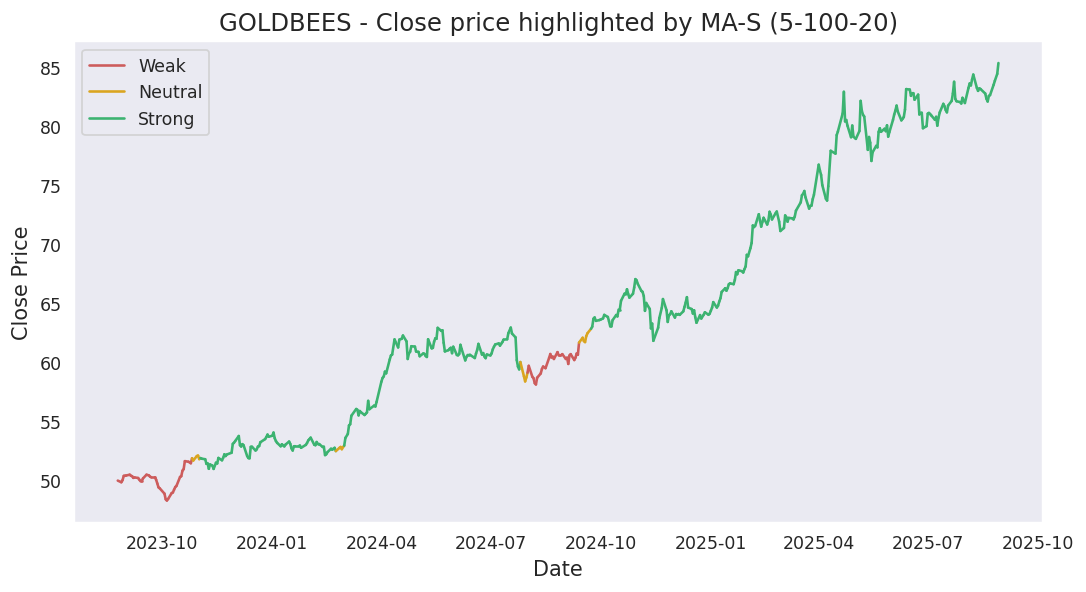 GOLDBEES - Close price highlighted by MA-S (5-100-20)
Weak
Neutral
Strong
Close Price
85
80
75
70
65
60
55
50
2023-10
2024-01
2024-04
2024-07
2024-10
2025-01
2025-04
2025-07
2025-10
Date